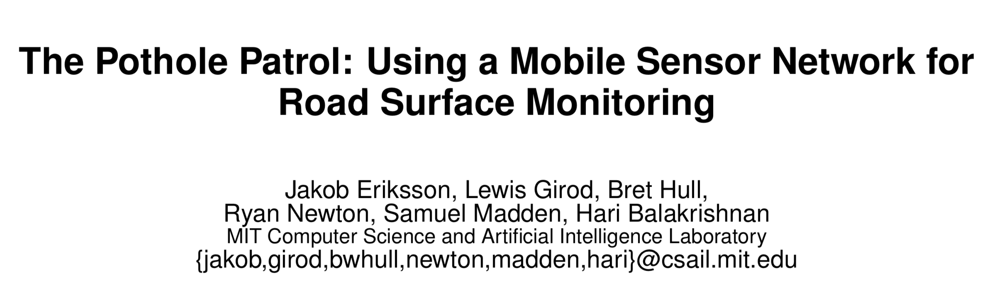 The Pothole Patrol: Using a Mobile Sensor Network for
Road Surface Monitoring
Jakob Eriksson, Lewis Girod, Bret Hull,
Ryan Newton, Samuel Madden, Hari Balakrishnan
MIT Computer Science and Artificial Intelligence Laboratory
{jakob,girod,bwhull,newton,madden,hari}@csail.mit.edu